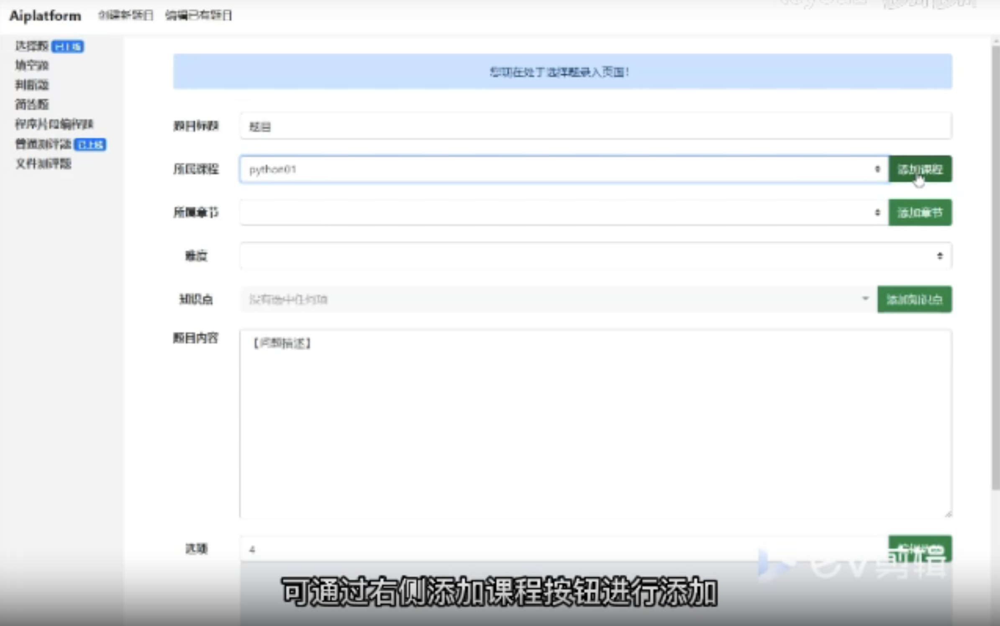 Aiplatform 创建新题目 编辑已有题目
选择题 已上线
填空题
判断题
简答题
程序片段编程题
普通测评题 已上线
文件测评题
您现在处于选择题录入页面!
题目标题 题目
所属课程 python01 添加课程
所属章节 添加章节
难度
知识点 没有选中任何项 添加知识点
题目内容 【问题描述】
选项 4
ev剪辑
可通过右侧添加课程按钮进行添加